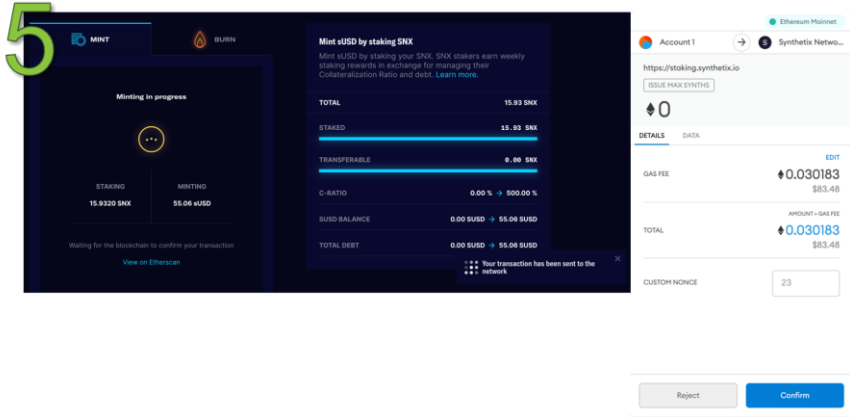 5
MINT
BURN
Minting in progress
STAKING
MINTING
15.9320 SNX
55.06 sUSD
Waiting for the blockchain to confirm your transaction
View on Etherscan
Mint sUSD by staking SNX
Mint sUSD by staking your SNX. SNX stakers earn weekly
staking rewards in exchange for managing their
Collateralization Ratio and debt. Learn more.
TOTAL 15.93 SNX
STAKED 15.93 SNX
TRANSFERABLE 0.00 SNX
C-RATIO 0.00 % → 500.00 %
SUSD BALANCE 0.00 SUSD → 55.06 SUSD
TOTAL DEBT 0.00 SUSD → 55.06 SUSD
Your transaction has been sent to the
network
Ethereum Mainnet
Account 1 → Synthetix Netwo...
https://staking.synthetix.io
ISSUE MAX SYNTHS
0
DETAILS DATA
EDIT
GAS FEE 0.030183
$83.48
AMOUNT + GAS FEE
TOTAL 0.030183
$83.48
CUSTOM NONCE 23
Reject Confirm